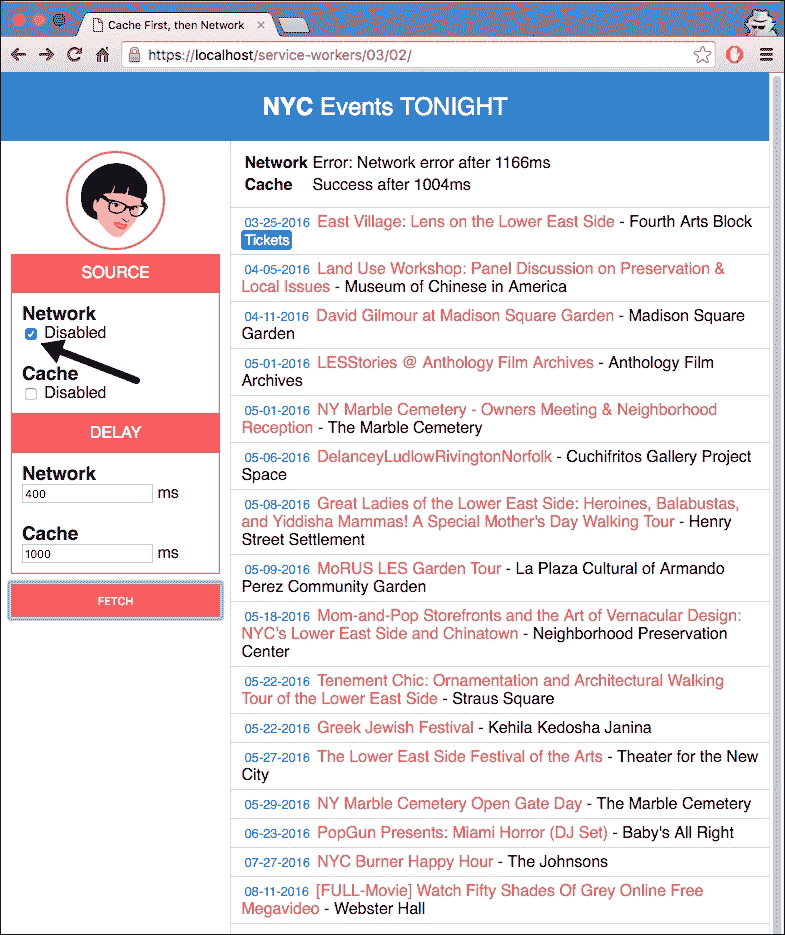 Cache First, then Network
https://localhost/service-workers/03/02/
NYC Events TONIGHT
SOURCE
Network
Disabled
Cache
Disabled
DELAY
Network
400 ms
Cache
1000 ms
FETCH
Network Error: Network error after 1166ms
Cache Success after 1004ms
03-25-2016 East Village: Lens on the Lower East Side - Fourth Arts Block
Tickets
04-05-2016 Land Use Workshop: Panel Discussion on Preservation &
Local Issues - Museum of Chinese in America
04-11-2016 David Gilmour at Madison Square Garden - Madison Square
Garden
05-01-2016 LESStories @ Anthology Film Archives - Anthology Film
Archives
05-01-2016 NY Marble Cemetery - Owners Meeting & Neighborhood
Reception - The Marble Cemetery
05-06-2016 DelanceyLudlowRivingtonNorfolk - Cuchifritos Gallery Project
Space
05-08-2016 Great Ladies of the Lower East Side: Heroines, Balabustas,
and Yiddisha Mammas! A Special Mother's Day Walking Tour - Henry
Street Settlement
05-09-2016 MoRUS LES Garden Tour - La Plaza Cultural of Armando
Perez Community Garden
05-18-2016 Mom-and-Pop Storefronts and the Art of Vernacular Design:
NYC's Lower East Side and Chinatown - Neighborhood Preservation
Center
05-22-2016 Tenement Chic: Ornamentation and Architectural Walking
Tour of the Lower East Side - Straus Square
05-22-2016 Greek Jewish Festival - Kehila Kedosha Janina
05-27-2016 The Lower East Side Festival of the Arts - Theater for the New
City
05-29-2016 NY Marble Cemetery Open Gate Day - The Marble Cemetery
06-23-2016 PopGun Presents: Miami Horror (DJ Set) - Baby's All Right
07-27-2016 NYC Burner Happy Hour - The Johnsons
08-11-2016 [FULL-Movie] Watch Fifty Shades Of Grey Online Free
Megavideo - Webster Hall